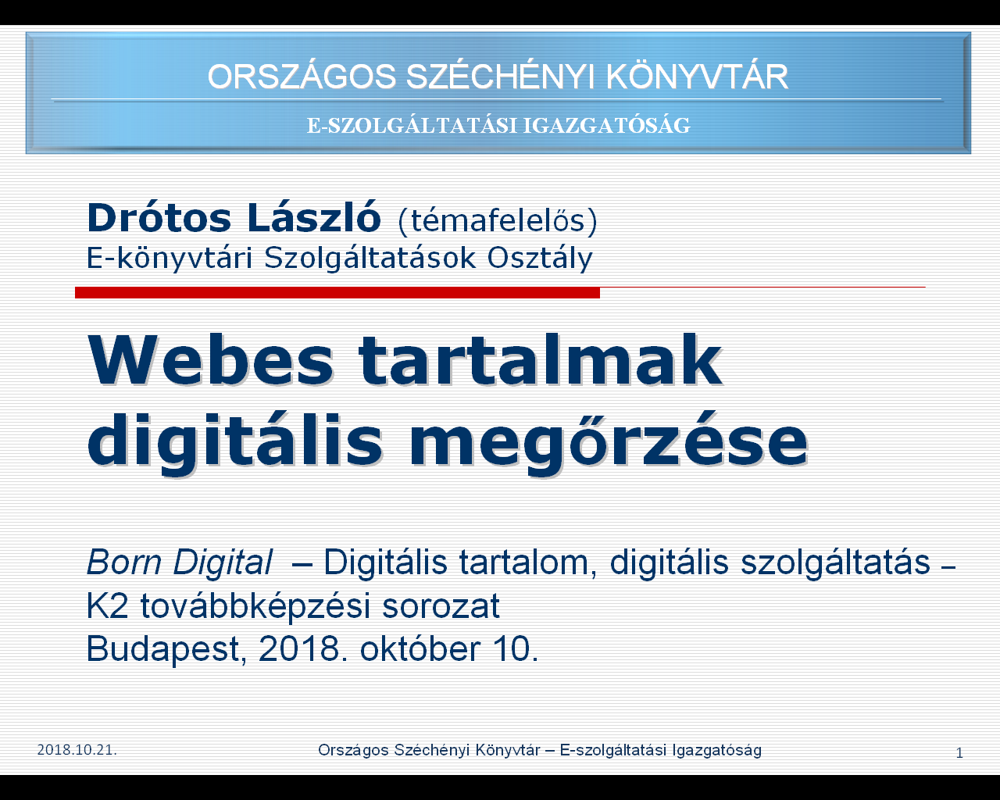 ORSZÁGOS SZÉCHÉNYI KÖNYVTÁR
E-SZOLGÁLTATÁSI IGAZGATÓSÁG
Drótos László (témafelelős)
E-könyvtári Szolgáltatások Osztály
Webes tartalmak
digitális megőrzése
Born Digital – Digitális tartalom, digitális szolgáltatás –
K2 továbbképzési sorozat
Budapest, 2018. október 10.
2018.10.21.
Országos Széchényi Könyvtár – E-szolgáltatási Igazgatóság
1